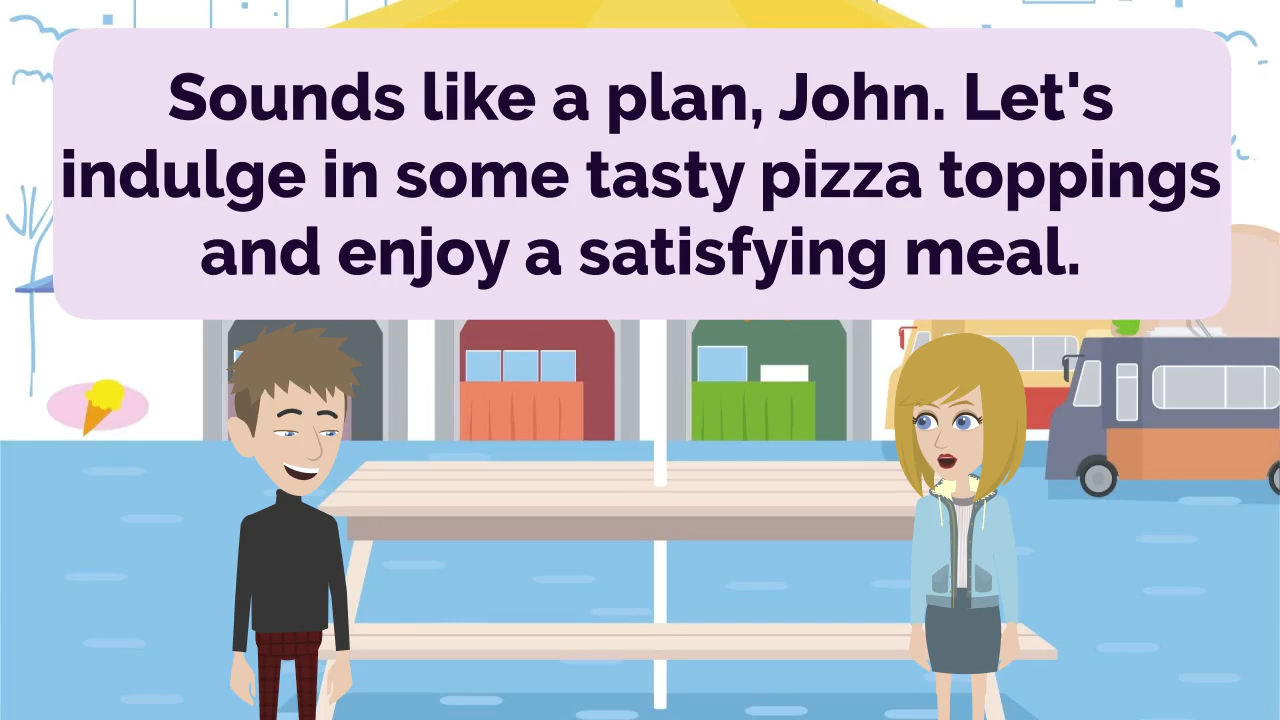 Sounds like a plan, John. Let's
indulge in some tasty pizza toppings
and enjoy a satisfying meal.